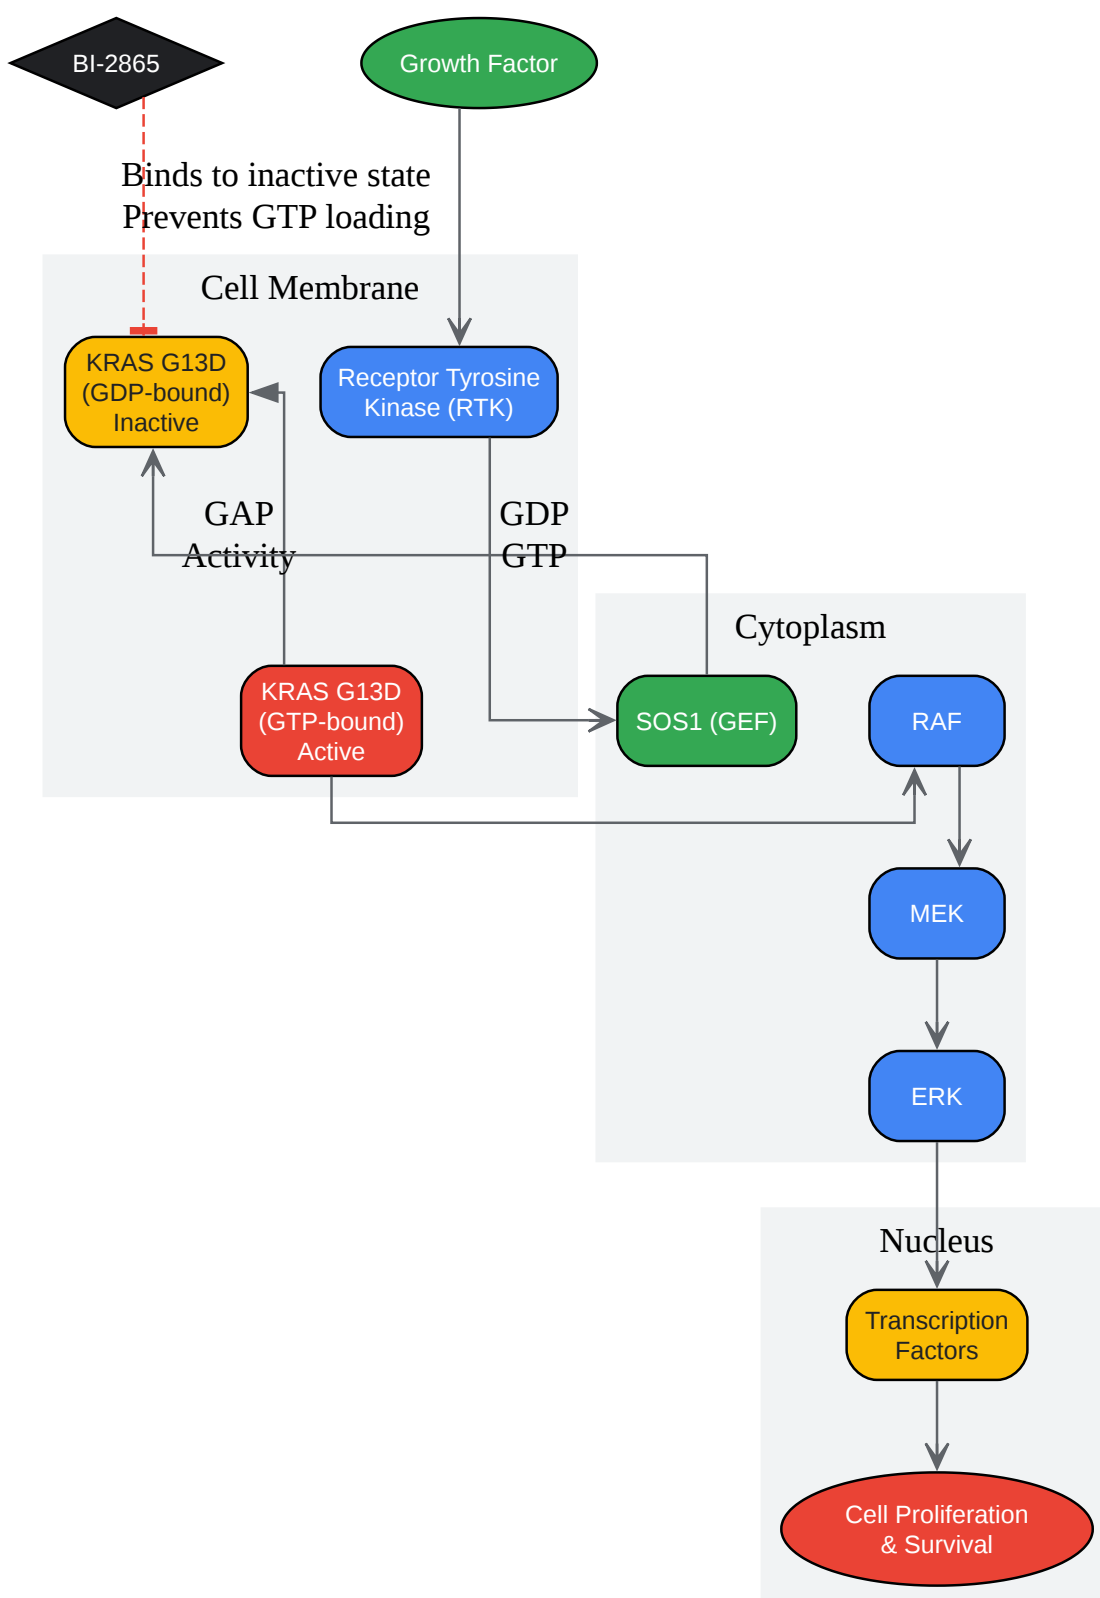 BI-2865
Growth Factor
Binds to inactive state
Prevents GTP loading
Cell Membrane
KRAS G13D
(GDP-bound)
Inactive
Receptor Tyrosine
Kinase (RTK)
GAP
Activity
GDP
GTP
Cytoplasm
KRAS G13D
(GTP-bound)
Active
SOS1 (GEF)
RAF
MEK
ERK
Nucleus
Transcription
Factors
Cell Proliferation
& Survival